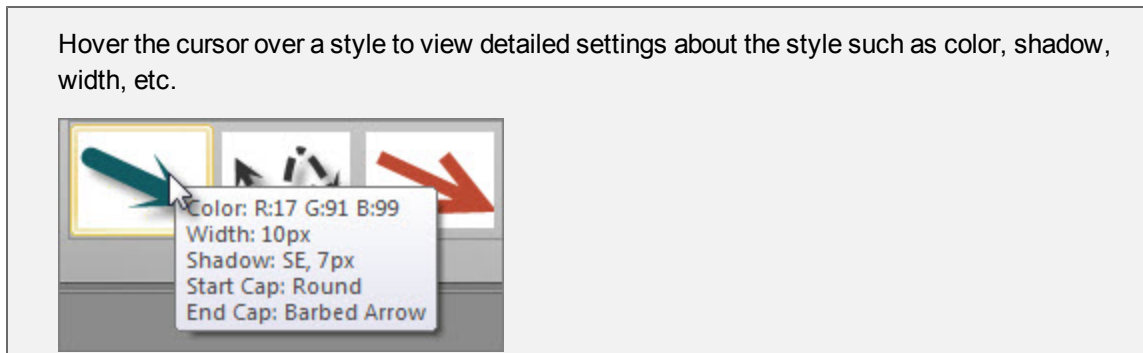 Hover the cursor over a style to view detailed settings about the style such as color, shadow,
width, etc.
Color: R:17 G:91 B:99
Width: 10px
Shadow: SE, 7px
Start Cap: Round
End Cap: Barbed Arrow